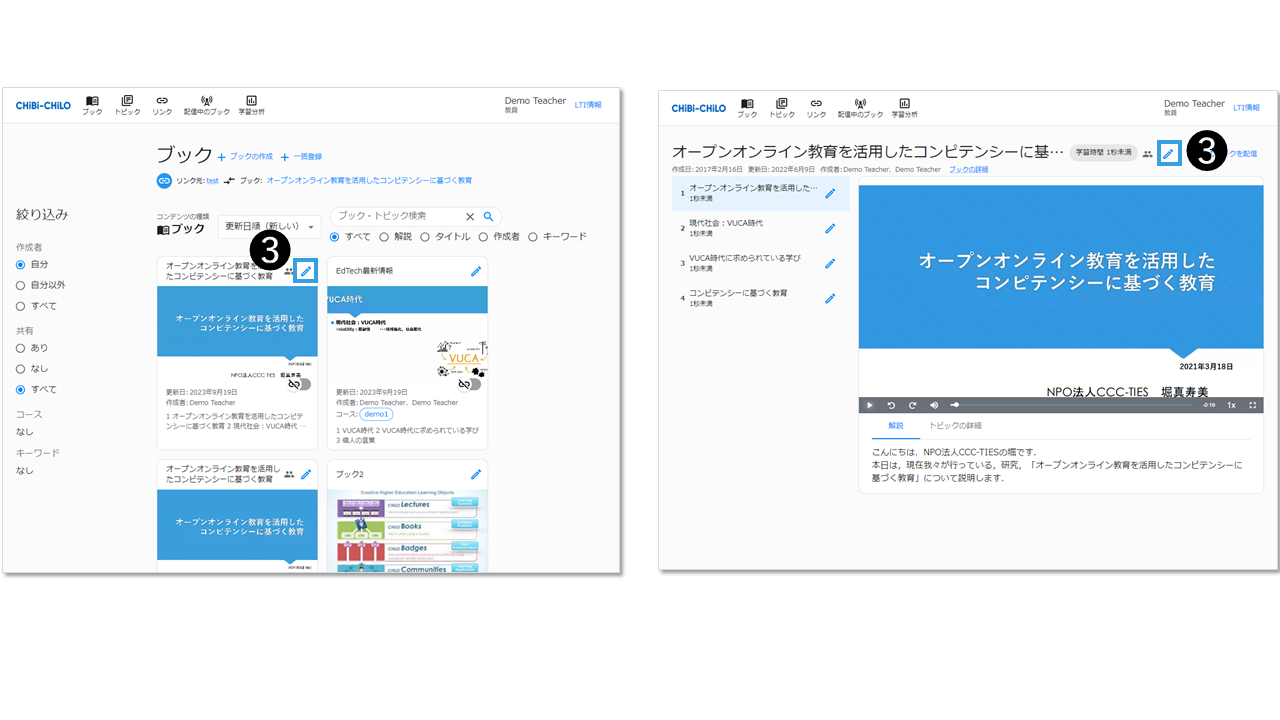 CHiBi-CHiLO
ブック
トピック
リンク
配信中のブック
学習分析
Demo Teacher
教員
LTI情報
ブック
ブックの作成
一括登録
リンク元: test
ブック: オープンオンライン教育を活用したコンピテンシーに基づく教育
絞り込み
作成者
自分
自分以外
すべて
共有
あり
なし
すべて
コース
なし
キーワード
なし
コンテンツの種類
ブック
更新日順（新しい）
ブック・トピック検索
すべて
解説
タイトル
作成者
キーワード
3
オープンオンライン教育を
たコンピテンシーに基づく教育
オープンオンライン教育を活用した
コンピテンシーに基づく教育
NPO法人CCC-TIES 堀真寿美
更新日: 2023年9月19日
作成者: Demo Teacher
1 オープンオンライン教育を活用したコンピテ
ンシーに基づく教育 2 現代社会：VUCA時代 …
EdTech最新情報
VUCA時代
現代社会：VUCA時代
VUCA
更新日: 2023年9月19日
作成者: Demo Teacher、Demo Teacher
コース: demo1
1 VUCA時代 2 VUCA時代に求められている学び
3 偉人の言葉
オープンオンライン教育を活用し
たコンピテンシーに基づく教育
オープンオンライン教育を活用した
コンピテンシーに基づく教育
ブック2
Creative Higher Education Learning Objects
CHiLO Lectures
CHiLO Books
CHiLO Badges
CHiLO Communities
CHiBi-CHiLO
ブック
トピック
リンク
配信中のブック
学習分析
Demo Teacher
教員
LTI情報
オープンオンライン教育を活用したコンピテンシーに基…
学習時間 1秒未満
3
クを配信
作成日: 2017年2月16日 更新日: 2022年6月9日 作成者: Demo Teacher、Demo Teacher ブックの詳細
1 オープンオンライン教育を活用した…
1秒未満
2 現代社会：VUCA時代
1秒未満
3 VUCA時代に求められている学び
1秒未満
4 コンピテンシーに基づく教育
1秒未満
オープンオンライン教育を活用した
コンピテンシーに基づく教育
2021年3月18日
NPO法人CCC-TIES 堀真寿美
-0:19
1x
解説
トピックの詳細
こんにちは．NPO法人CCC-TIESの堀です．
本日は，現在我々が行っている，研究，「オープンオンライン教育を活用したコンピテンシーに
基づく教育」について説明します．